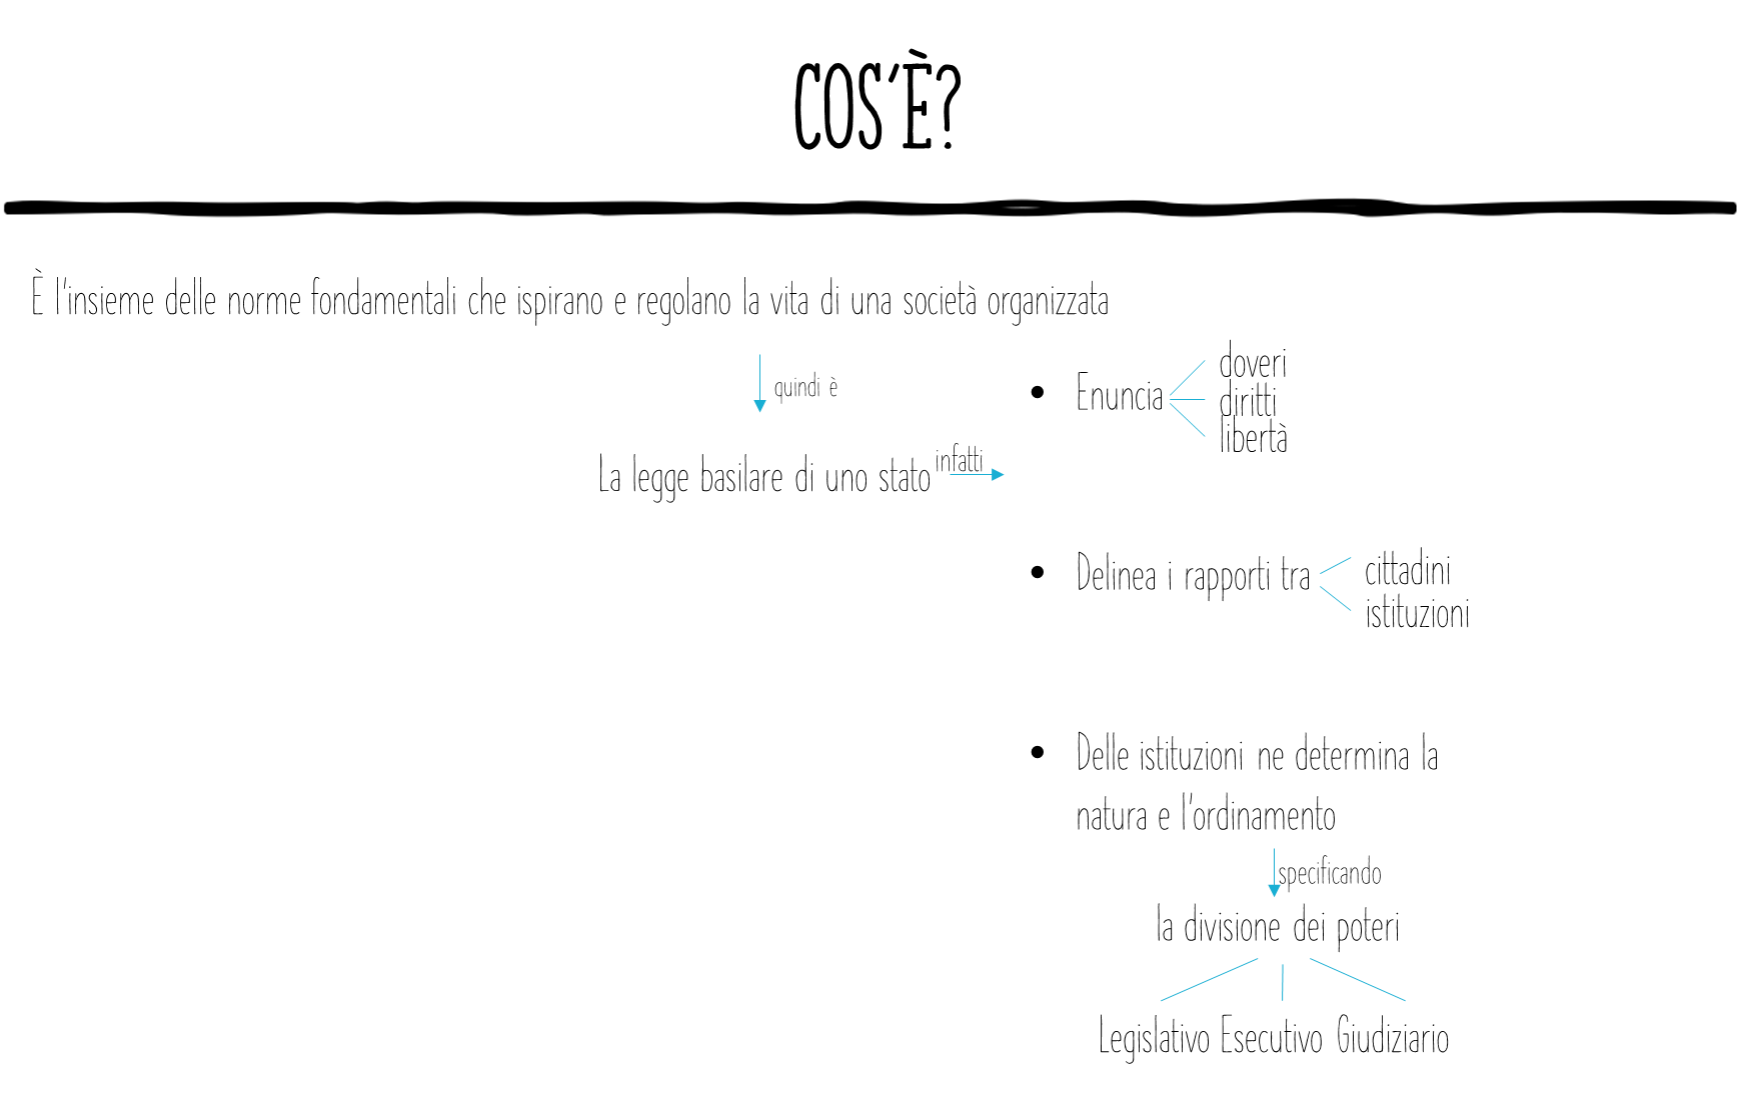 COS'È?
È l'insieme delle norme fondamentali che ispirano e regolano la vita di una società organizzata
quindi è
La legge basilare di uno stato
infatti
• Enuncia
doveri
diritti
libertà
• Delinea i rapporti tra
cittadini
istituzioni
• Delle istituzioni ne determina la
natura e l'ordinamento
specificando
la divisione dei poteri
Legislativo Esecutivo Giudiziario